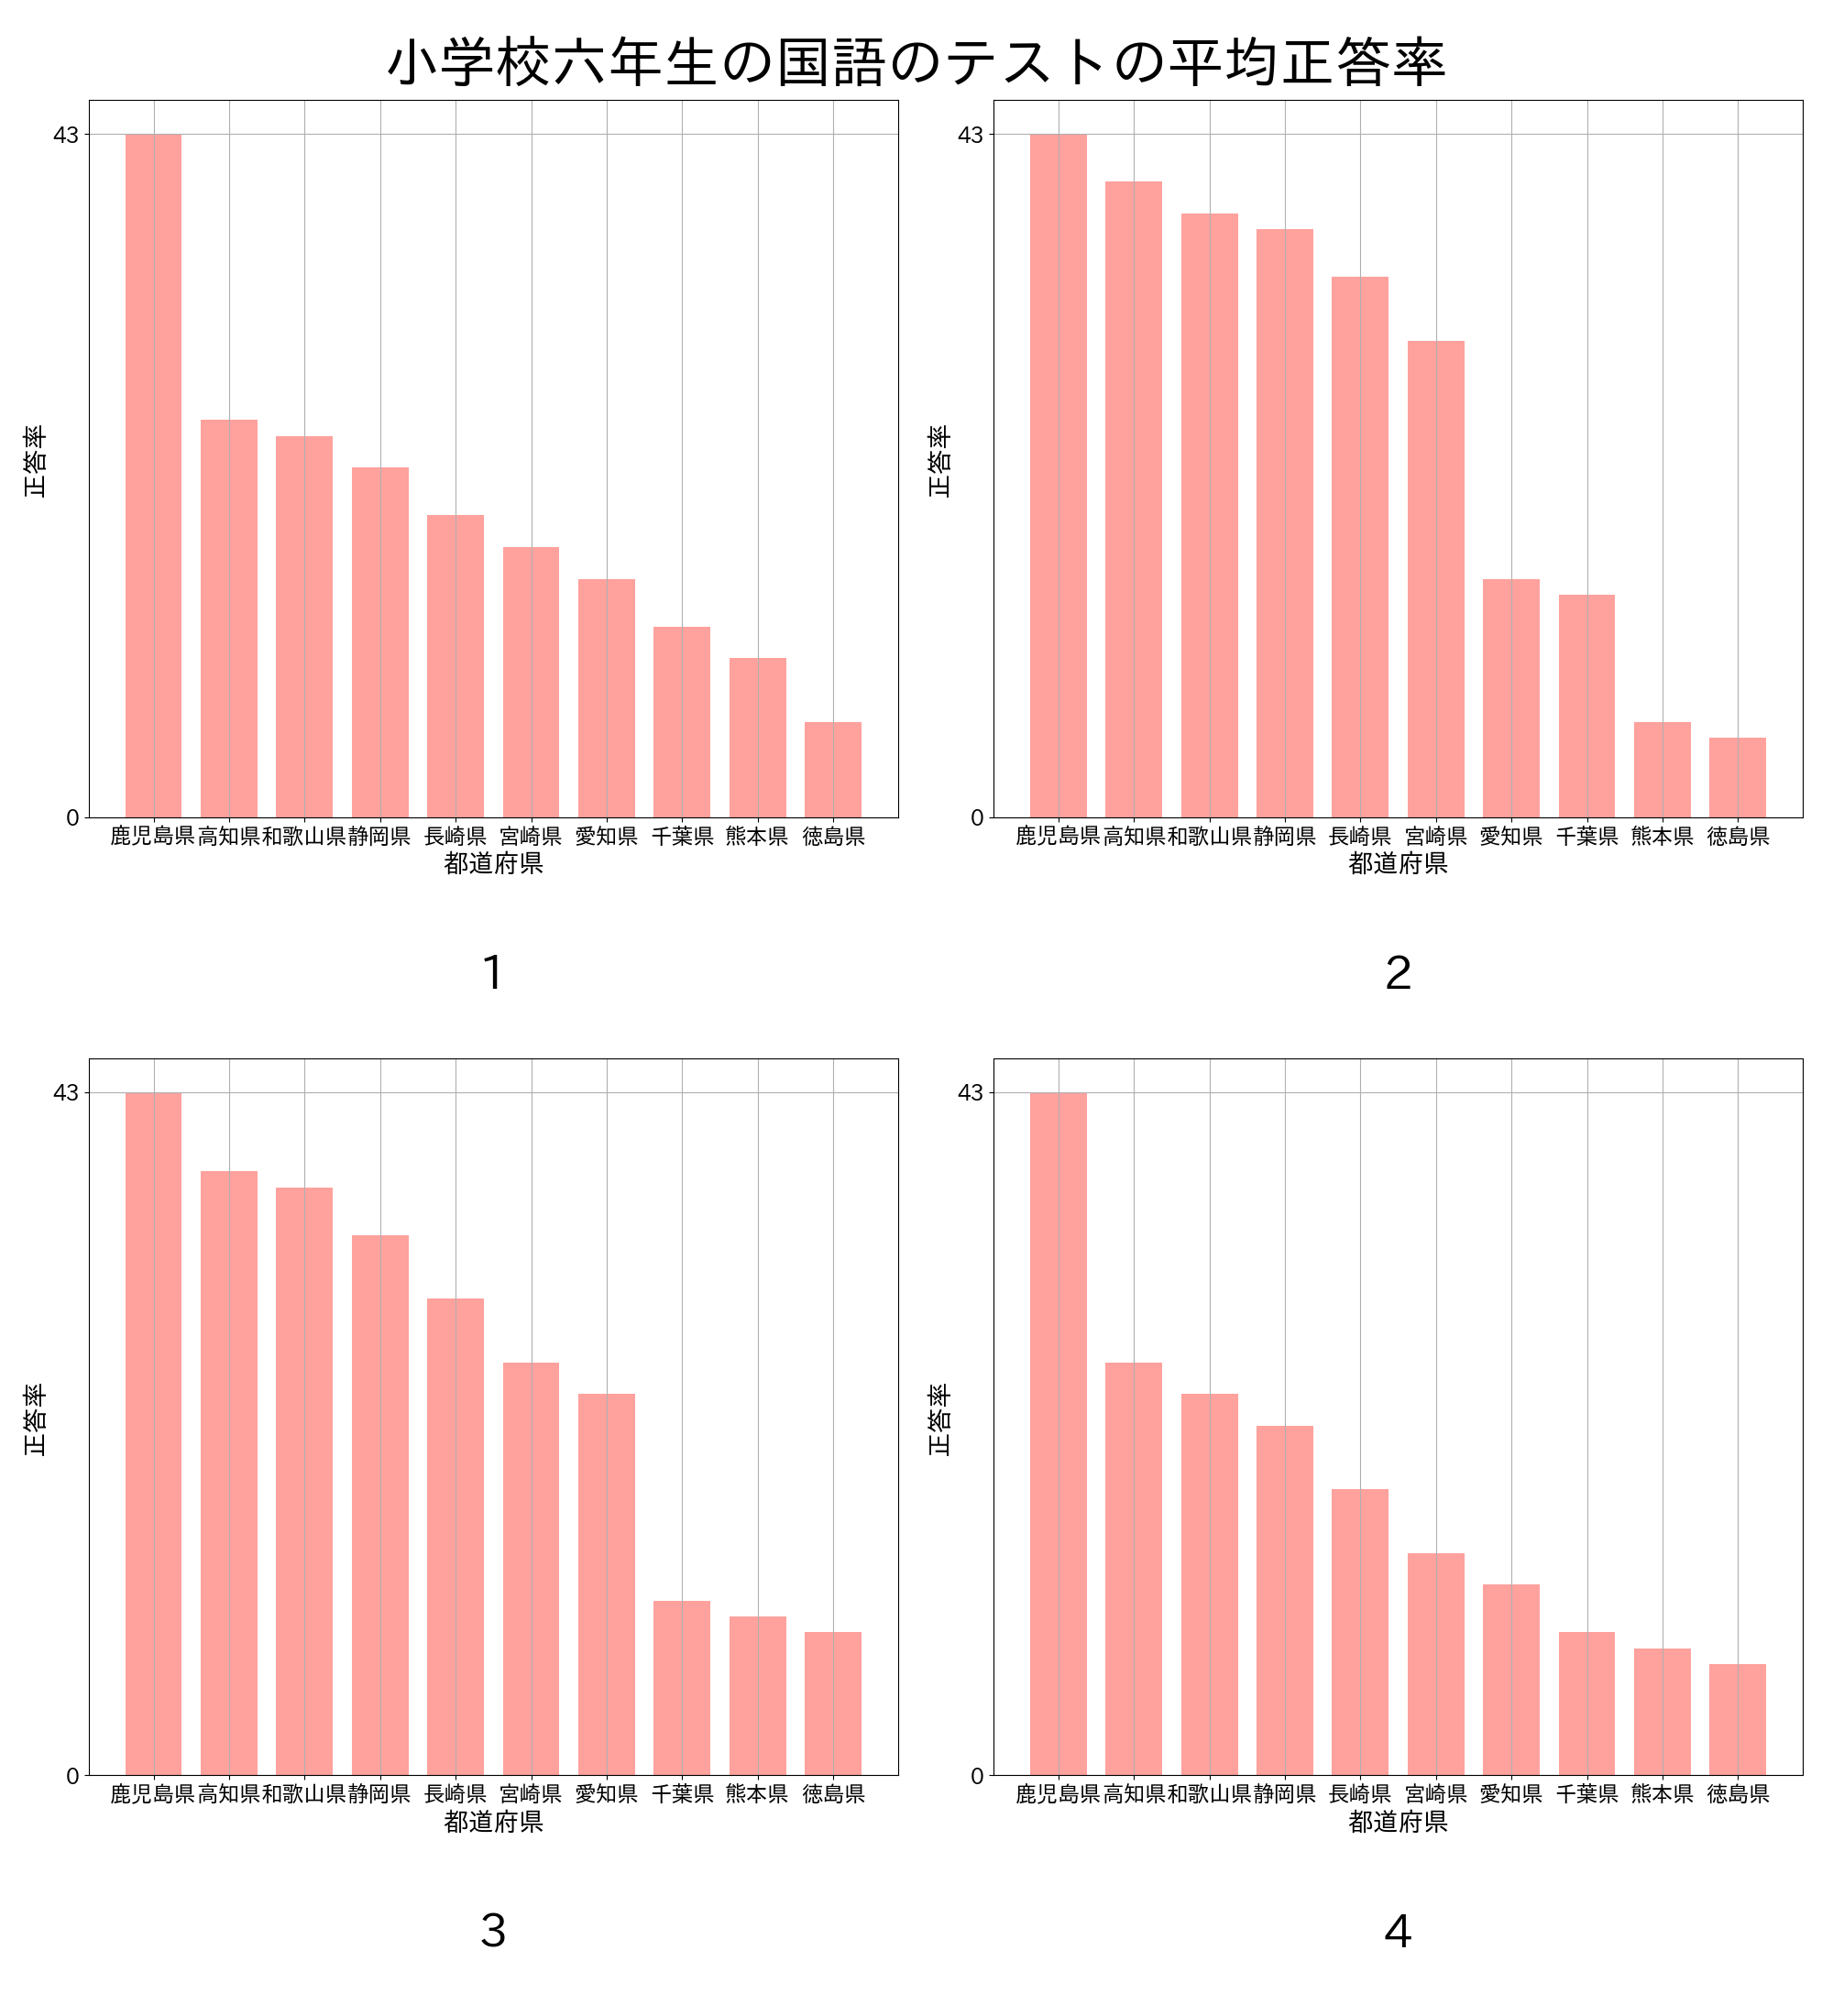 小学校六年生の国語のテストの平均正答率
43
0
正答率
鹿児島県 高知県 和歌山県 静岡県 長崎県 宮崎県 愛知県 千葉県 熊本県 徳島県
都道府県
1
43
0
正答率
鹿児島県 高知県 和歌山県 静岡県 長崎県 宮崎県 愛知県 千葉県 熊本県 徳島県
都道府県
2
43
0
正答率
鹿児島県 高知県 和歌山県 静岡県 長崎県 宮崎県 愛知県 千葉県 熊本県 徳島県
都道府県
3
43
0
正答率
鹿児島県 高知県 和歌山県 静岡県 長崎県 宮崎県 愛知県 千葉県 熊本県 徳島県
都道府県
4